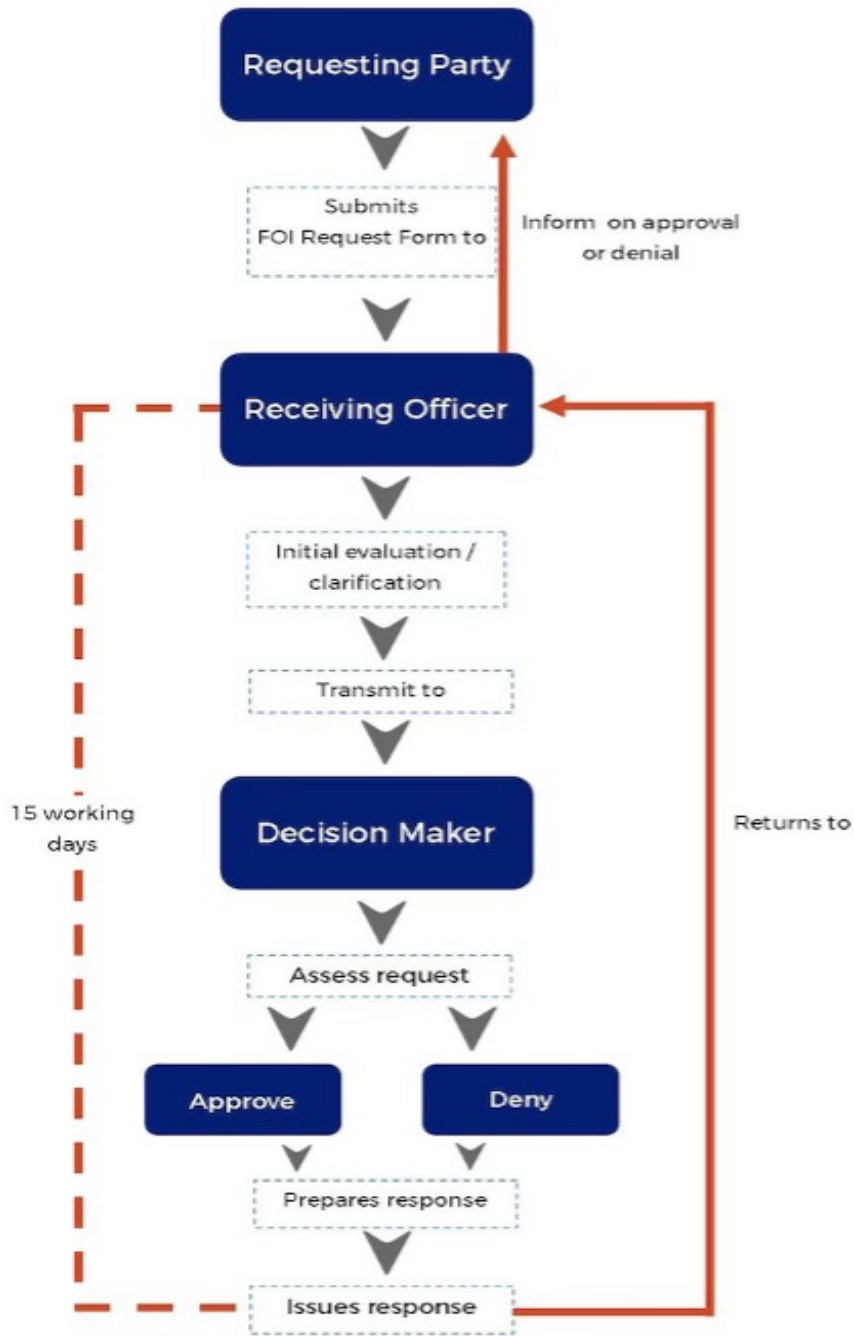 Requesting Party
Submits
FOI Request Form to
Inform on approval
or denial
Receiving Officer
Initial evaluation /
clarification
Transmit to
15 working
days
Decision Maker
Returns to
Assess request
Approve
Deny
Prepares response
Issues response